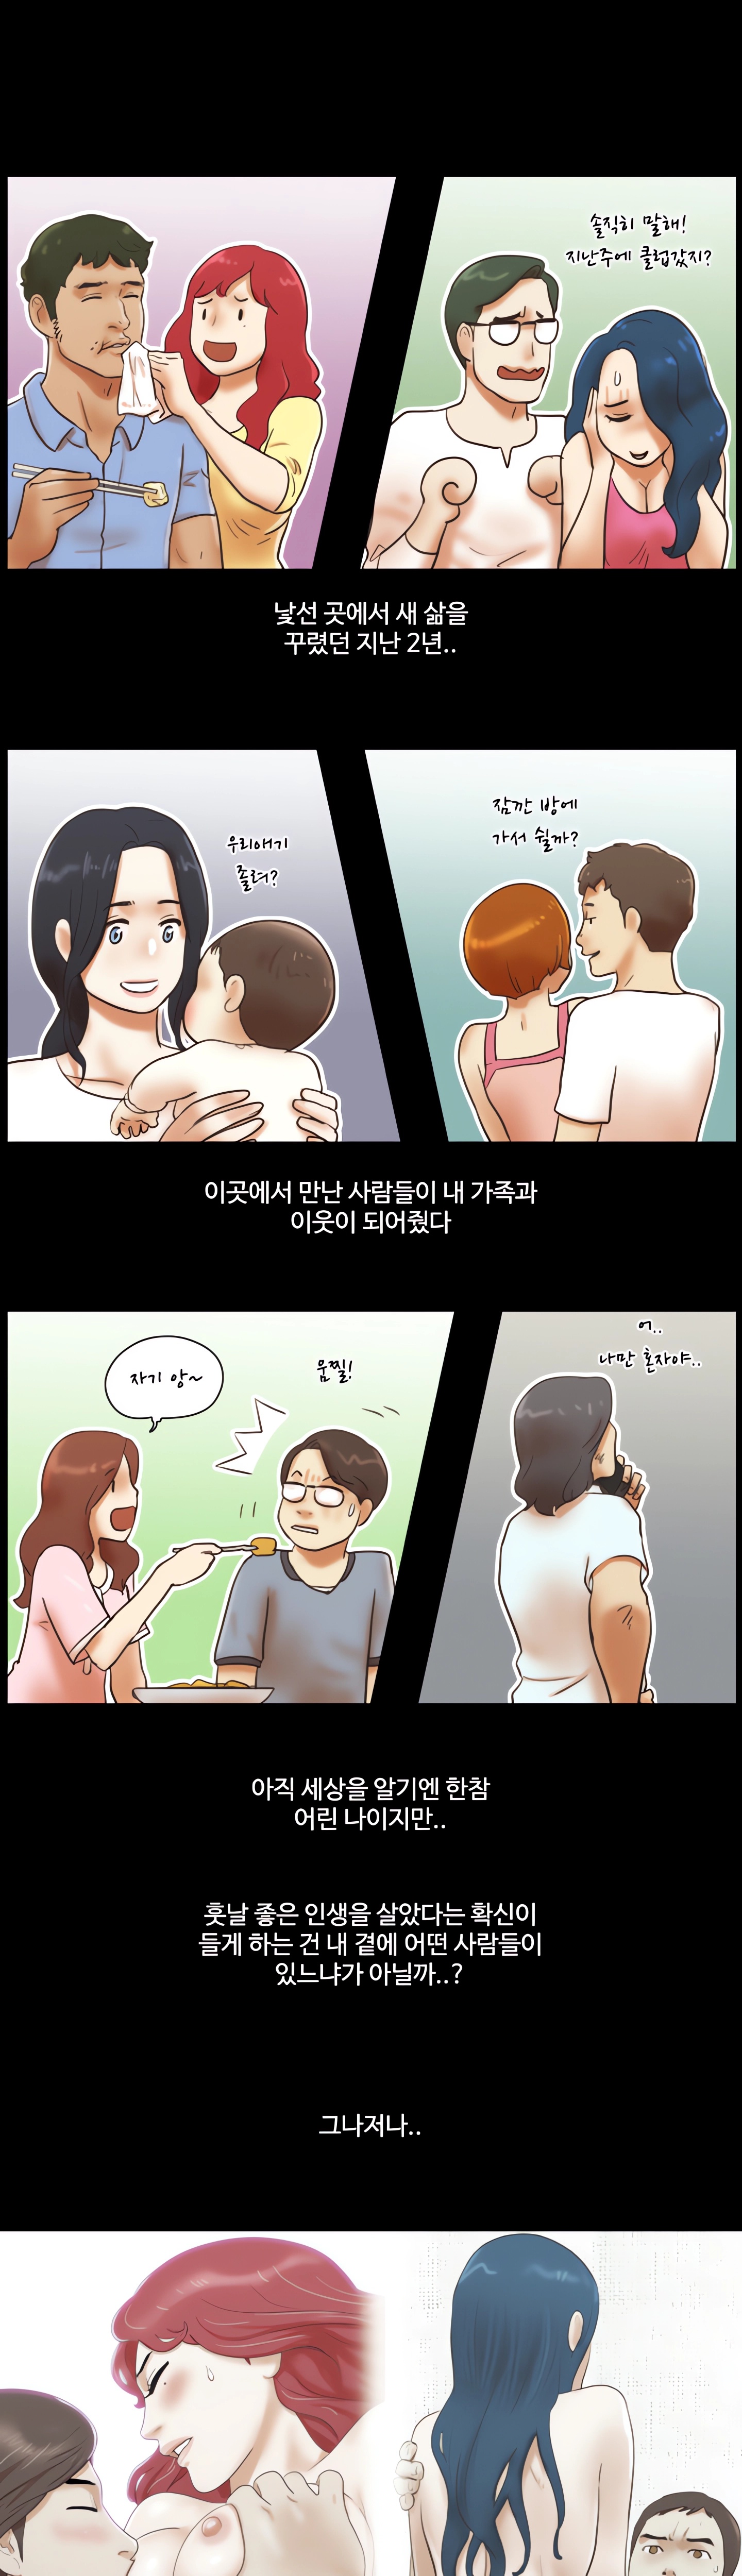 솔직히 말해!
지난주에 클럽갔지?
낯선 곳에서 새 삶을
꾸렸던 지난 2년..
우리애기
졸려?
잠깐 방에
가서 쉴까?
이곳에서 만난 사람들이 내 가족과
이웃이 되어줬다
자기 앙~
움찔!
어..
나만 혼자야..
아직 세상을 알기엔 한참
어린 나이지만..
훗날 좋은 인생을 살았다는 확신이
들게 하는 건 내 곁에 어떤 사람들이
있느냐가 아닐까..?
그나저나..